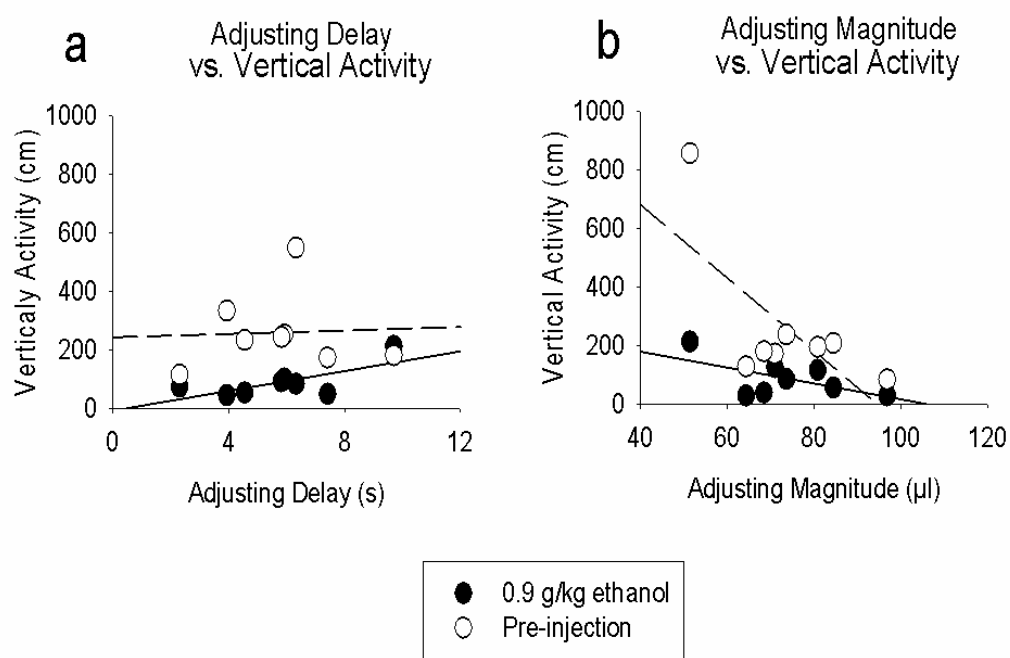 a
Adjusting Delay
vs. Vertical Activity
1000
800
600
400
200
0
Verticaly Activity (cm)
0 4 8 12
Adjusting Delay (s)
b
Adjusting Magnitude
vs. Vertical Activity
1000
800
600
400
200
0
Vertical Activity (cm)
40 60 80 100 120
Adjusting Magnitude (µl)
0.9 g/kg ethanol
Pre-injection